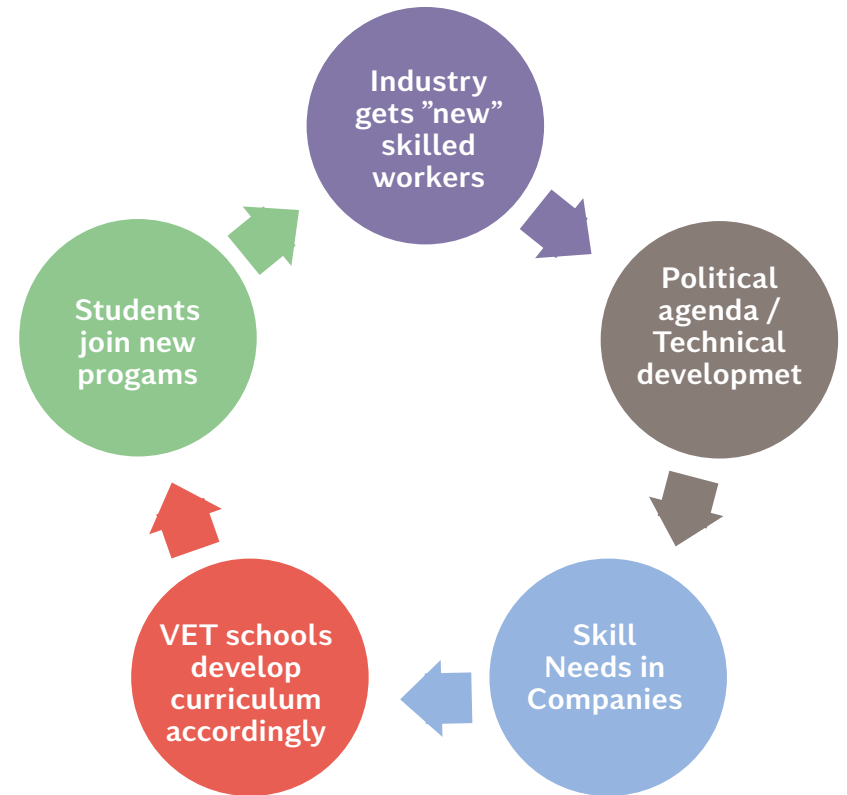 Industry
gets ”new”
skilled
workers
Political
agenda /
Technical
developmet
Skill
Needs in
Companies
VET schools
develop
curriculum
accordingly
Students
join new
progams